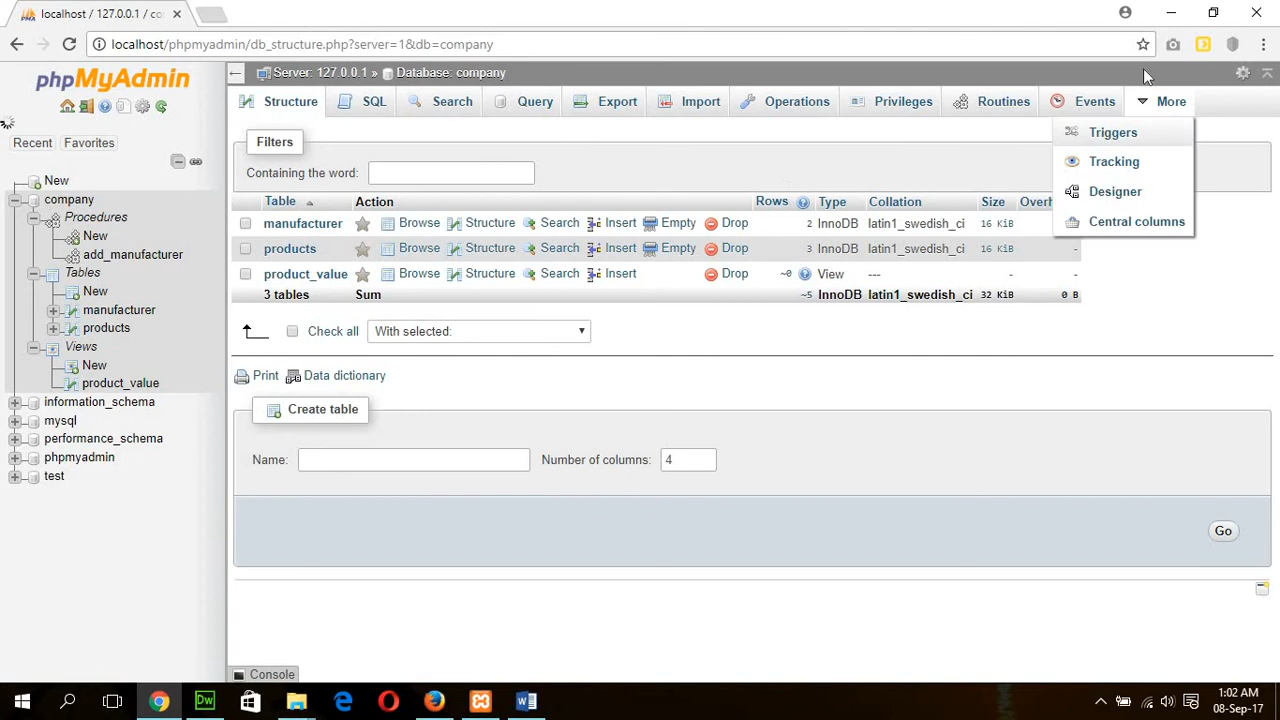 localhost / 127.0.0.1 / co
localhost/phpmyadmin/db_structure.php?server=1&db=company
phpMyAdmin
Server: 127.0.0.1 » Database: company
Structure SQL Search Query Export Import Operations Privileges Routines Events More
Triggers
Tracking
Designer
Central columns
Recent Favorites
New
company
Procedures
New
add_manufacturer
Tables
New
manufacturer
products
Views
New
product_value
information_schema
mysql
performance_schema
phpmyadmin
test
Filters
Containing the word:
Table Action Rows Type Collation Size Overh
manufacturer Browse Structure Search Insert Empty Drop 2 InnoDB latin1_swedish_ci 16 KiB
products Browse Structure Search Insert Empty Drop 3 InnoDB latin1_swedish_ci 16 KiB -
product_value Browse Structure Search Insert Drop ~0 View --- - -
3 tables Sum ~5 InnoDB latin1_swedish_ci 32 KiB 0 B
Check all With selected:
Print Data dictionary
Create table
Name: Number of columns: 4
Go
Console
1:02 AM
08-Sep-17